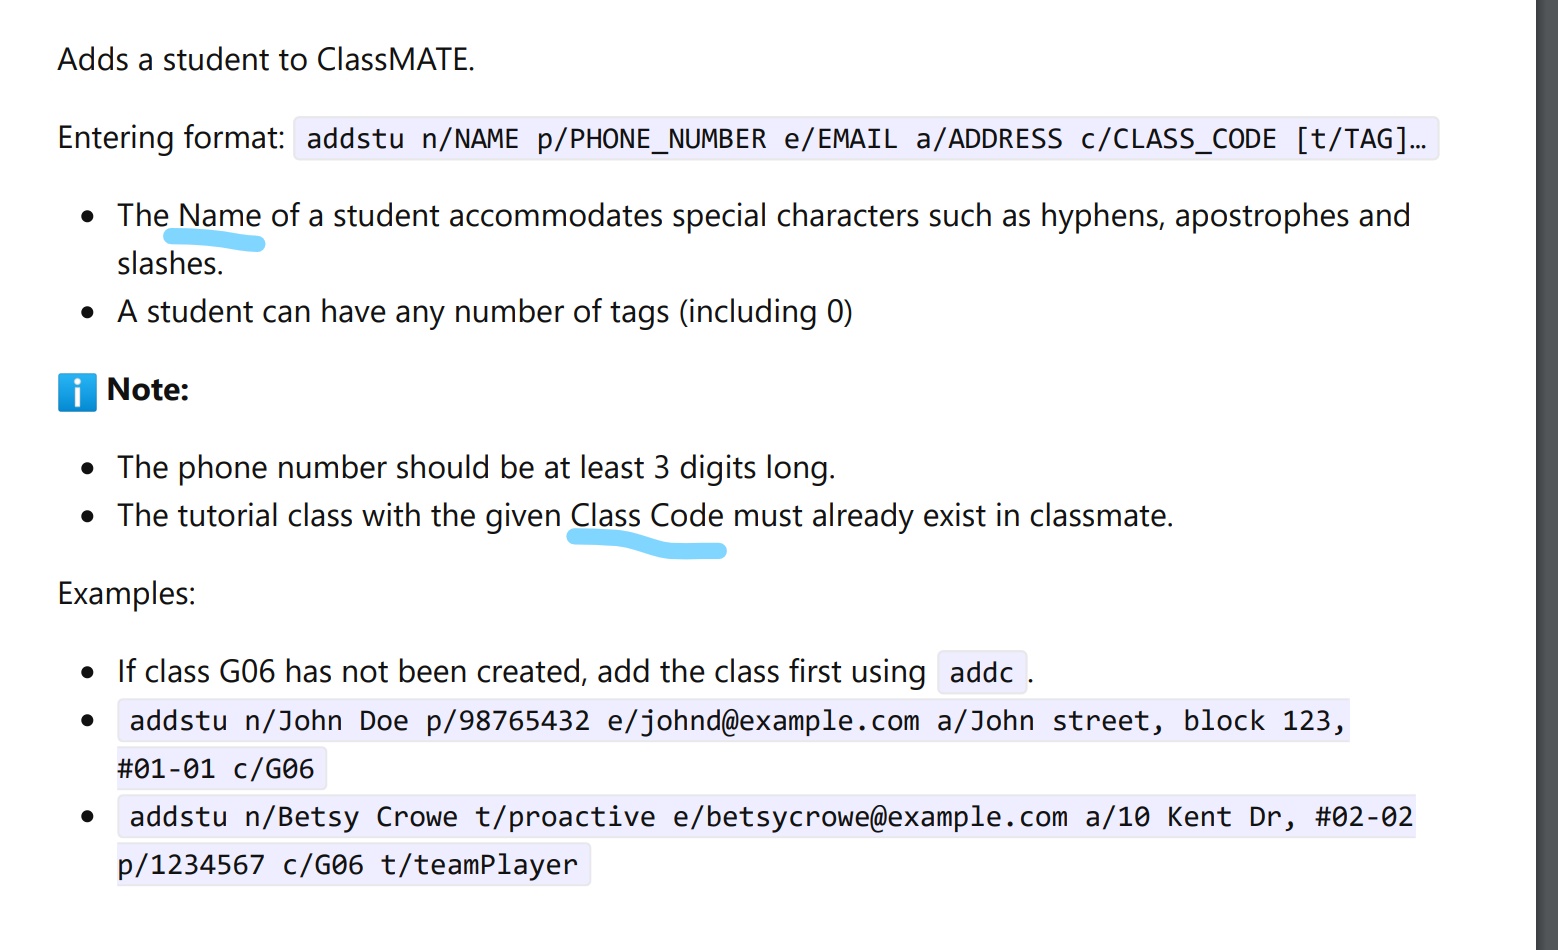 Adds a student to ClassMATE.
Entering format: addstu n/NAME p/PHONE_NUMBER e/EMAIL a/ADDRESS c/CLASS_CODE [t/TAG]…
• The Name of a student accommodates special characters such as hyphens, apostrophes and
slashes.
• A student can have any number of tags (including 0)
ℹ️ Note:
• The phone number should be at least 3 digits long.
• The tutorial class with the given Class Code must already exist in classmate.
Examples:
• If class G06 has not been created, add the class first using addc.
• addstu n/John Doe p/98765432 e/johnd@example.com a/John street, block 123,
#01-01 c/G06
• addstu n/Betsy Crowe t/proactive e/betsycrowe@example.com a/10 Kent Dr, #02-02
p/1234567 c/G06 t/teamPlayer